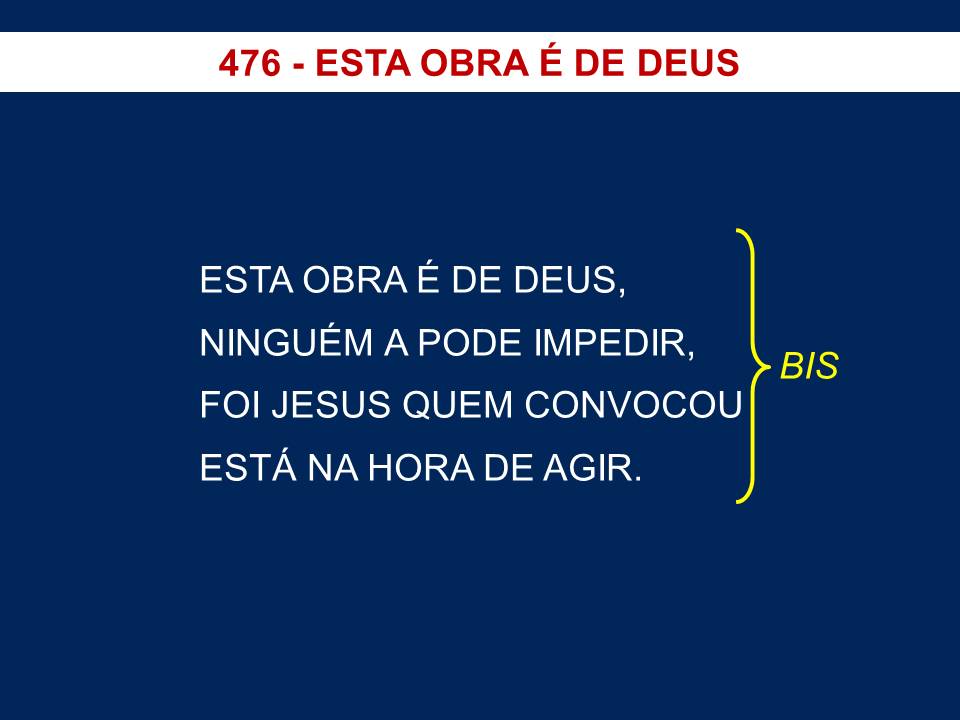 476 - ESTA OBRA É DE DEUS
ESTA OBRA É DE DEUS,
NINGUÉM A PODE IMPEDIR,
FOI JESUS QUEM CONVOCOU
ESTÁ NA HORA DE AGIR.
BIS